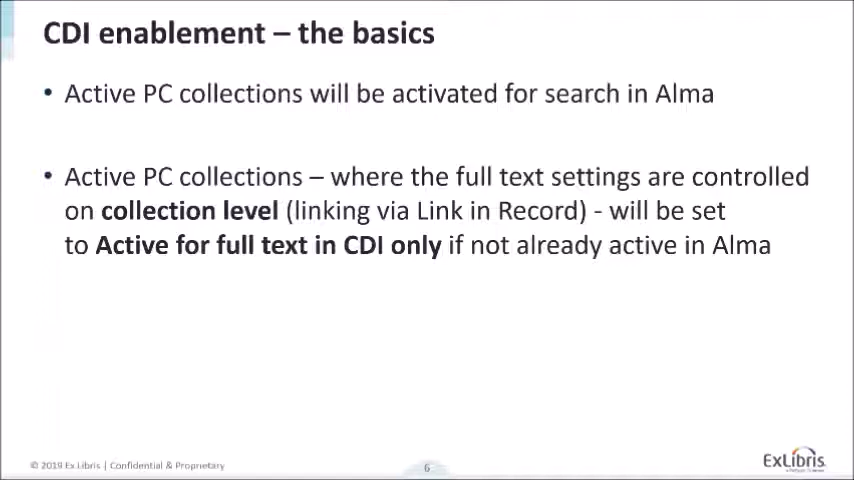 CDI enablement – the basics
• Active PC collections will be activated for search in Alma
• Active PC collections – where the full text settings are controlled
on collection level (linking via Link in Record) - will be set
to Active for full text in CDI only if not already active in Alma
© 2019 Ex Libris | Confidential & Proprietary
6
ExLibris